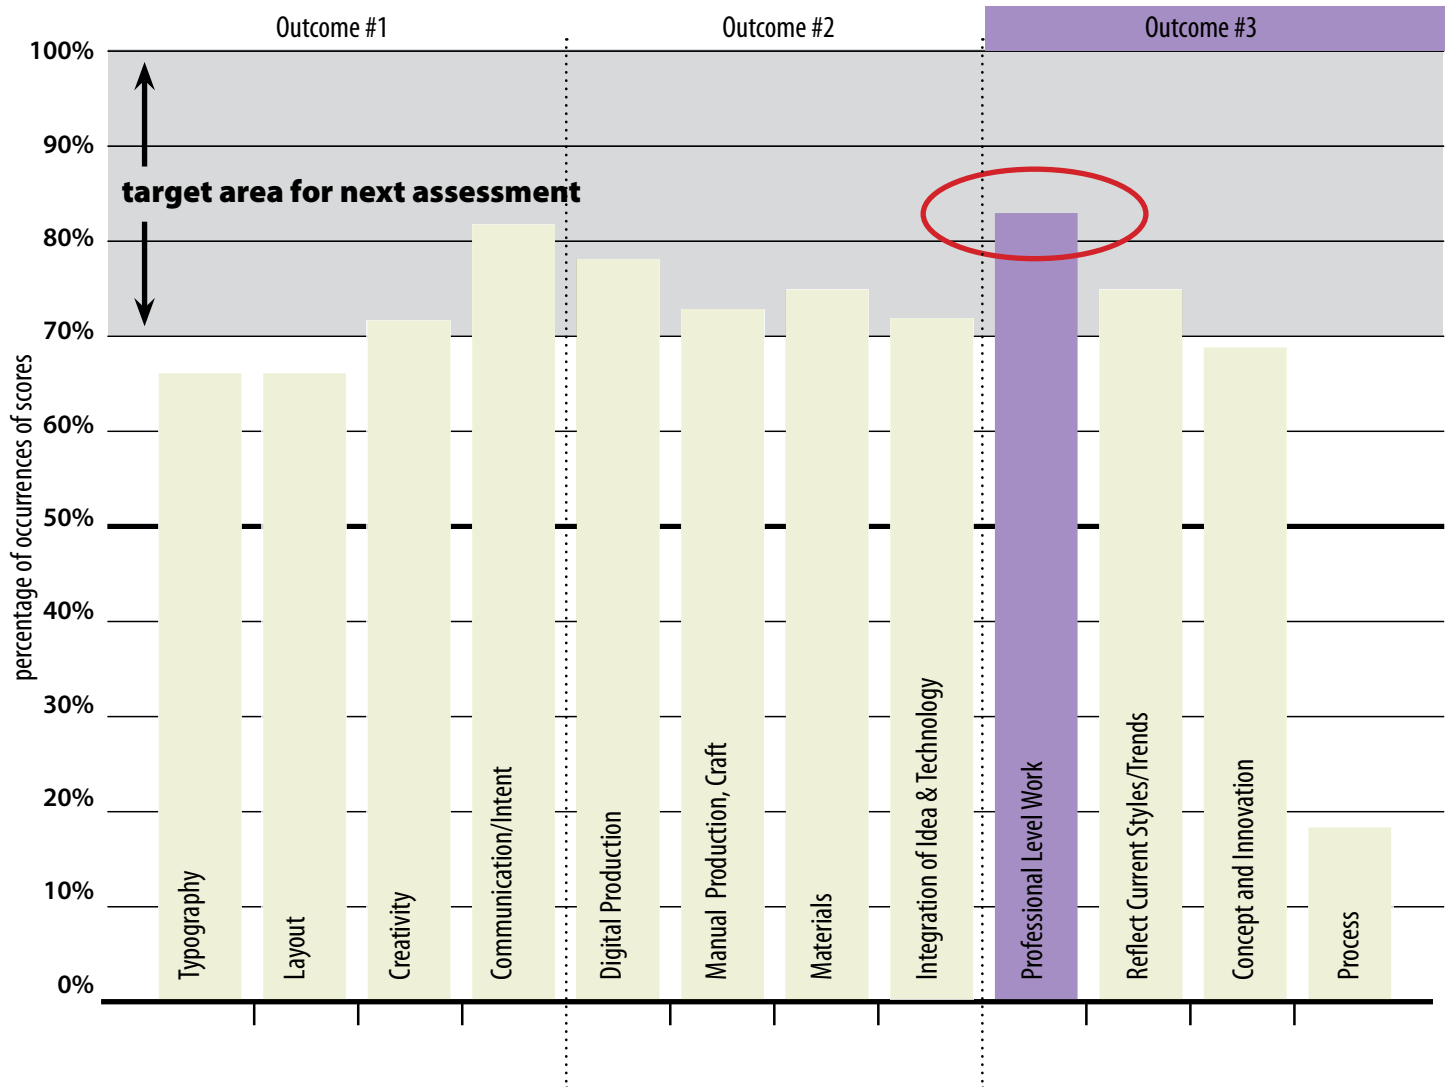 Outcome #1
Outcome #2
Outcome #3
100%
90%
target area for next assessment
80%
70%
60%
50%
40%
30%
20%
10%
0%
percentage of occurrences of scores
Typography
Layout
Creativity
Communication/Intent
Digital Production
Manual Production, Craft
Materials
Integration of Idea & Technology
Professional Level Work
Reflect Current Styles/Trends
Concept and Innovation
Process